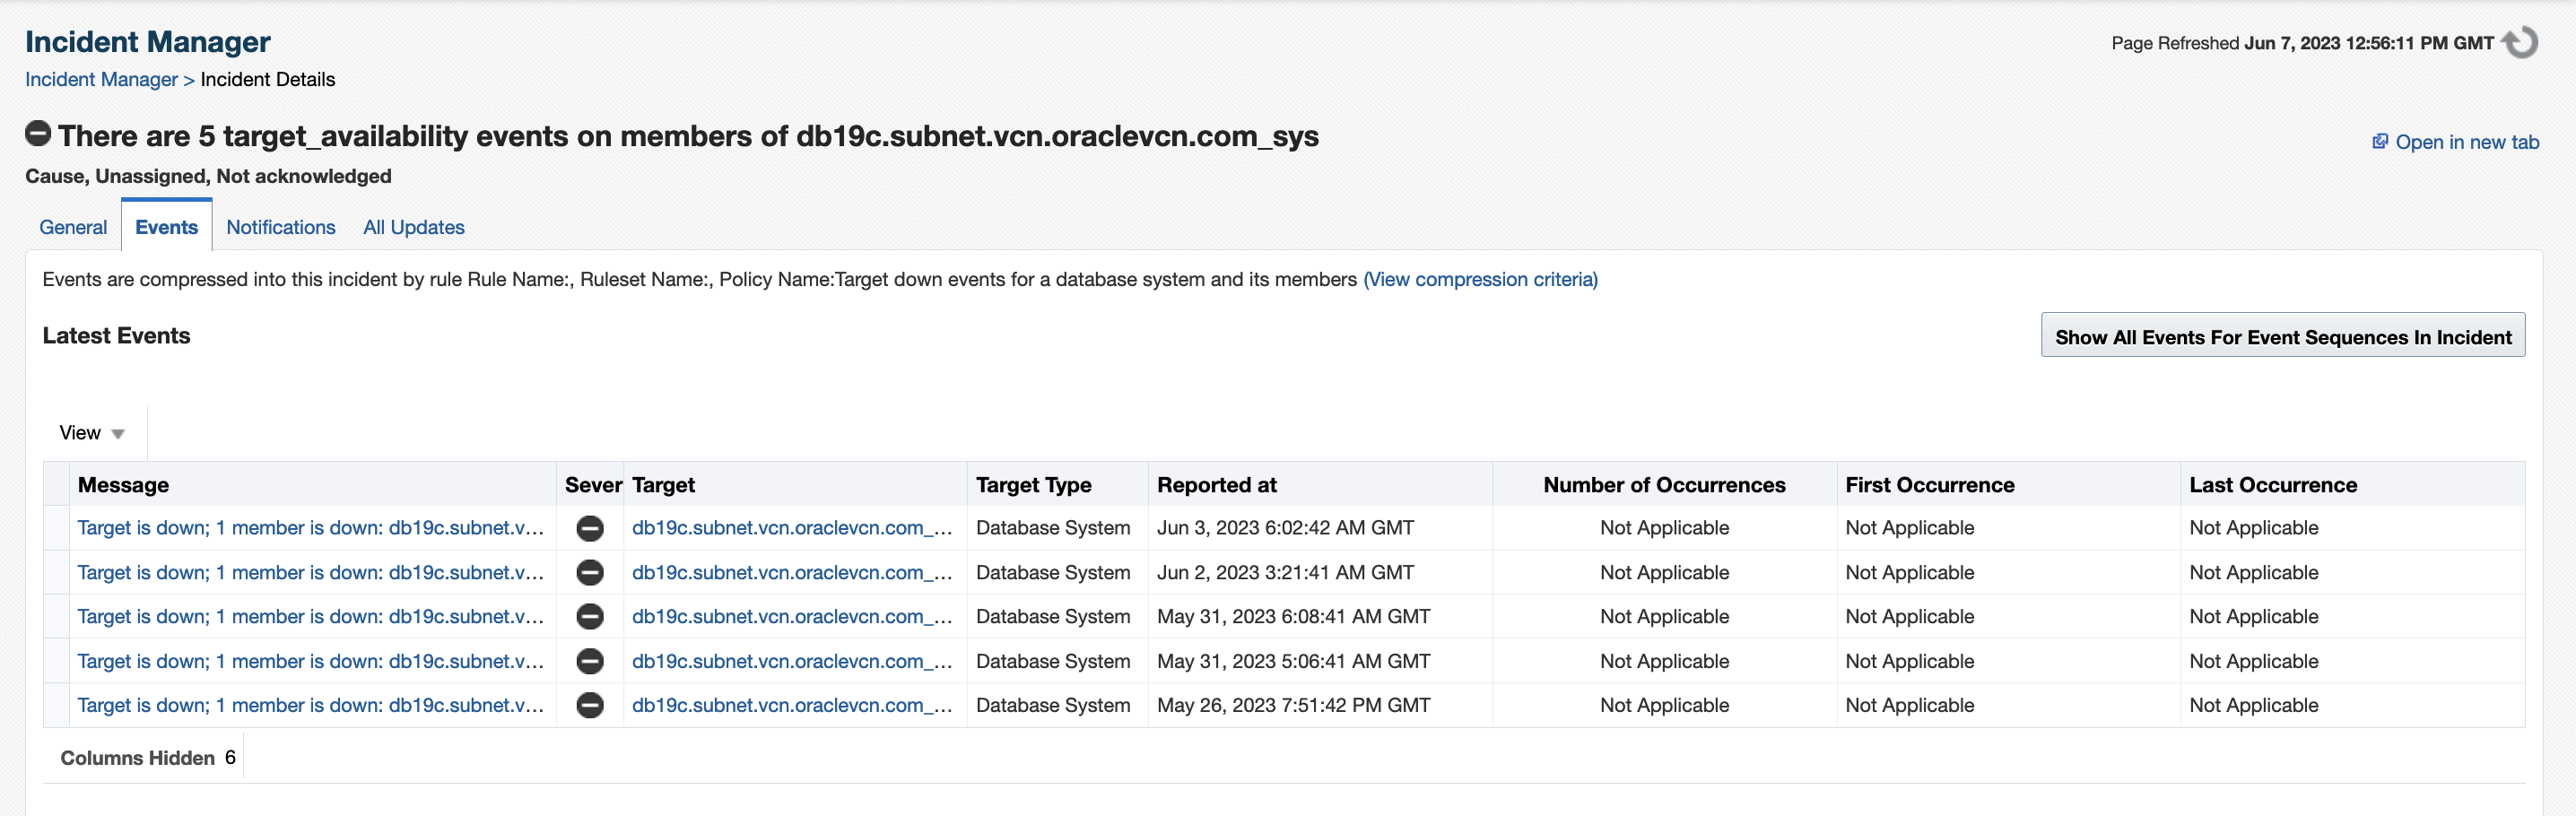 Incident Manager
Page Refreshed Jun 7, 2023 12:56:11 PM GMT
Incident Manager > Incident Details
There are 5 target_availability events on members of db19c.subnet.vcn.oraclevcn.com_sys
Open in new tab
Cause, Unassigned, Not acknowledged
General Events Notifications All Updates
Events are compressed into this incident by rule Rule Name:, Ruleset Name:, Policy Name:Target down events for a database system and its members (View compression criteria)
Latest Events
Show All Events For Event Sequences In Incident
View
Message Sever Target Target Type Reported at Number of Occurrences First Occurrence Last Occurrence
Target is down; 1 member is down: db19c.subnet.v... db19c.subnet.vcn.oraclevcn.com_... Database System Jun 3, 2023 6:02:42 AM GMT Not Applicable Not Applicable Not Applicable
Target is down; 1 member is down: db19c.subnet.v... db19c.subnet.vcn.oraclevcn.com_... Database System Jun 2, 2023 3:21:41 AM GMT Not Applicable Not Applicable Not Applicable
Target is down; 1 member is down: db19c.subnet.v... db19c.subnet.vcn.oraclevcn.com_... Database System May 31, 2023 6:08:41 AM GMT Not Applicable Not Applicable Not Applicable
Target is down; 1 member is down: db19c.subnet.v... db19c.subnet.vcn.oraclevcn.com_... Database System May 31, 2023 5:06:41 AM GMT Not Applicable Not Applicable Not Applicable
Target is down; 1 member is down: db19c.subnet.v... db19c.subnet.vcn.oraclevcn.com_... Database System May 26, 2023 7:51:42 PM GMT Not Applicable Not Applicable Not Applicable
Columns Hidden 6